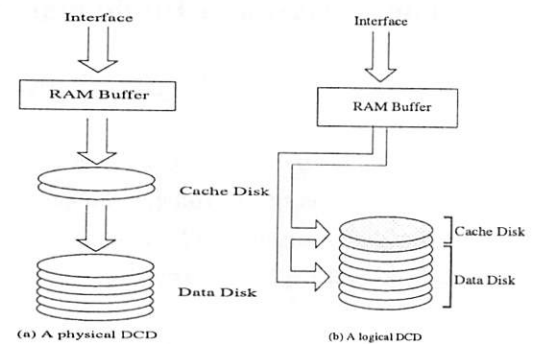 Interface
RAM Buffer
Cache Disk
Data Disk
(a) A physical DCD
Interface
RAM Buffer
Cache Disk
Data Disk
(b) A logical DCD